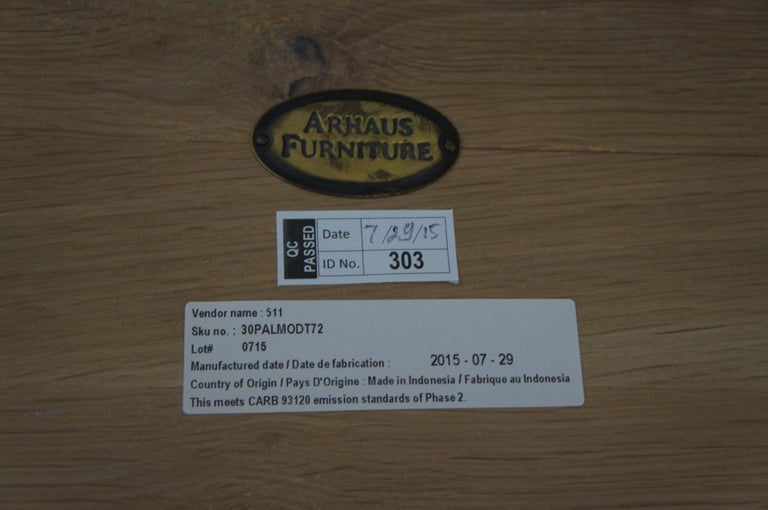 ARHAUS
FURNITURE
QC PASSED
Date 7/29/15
ID No. 303
Vendor name : 511
Sku no. : 30PALMODT72
Lot# 0715
Manufactured date / Date de fabrication : 2015 - 07 - 29
Country of Origin / Pays D'Origine : Made in Indonesia / Fabrique au Indonesia
This meets CARB 93120 emission standards of Phase 2.